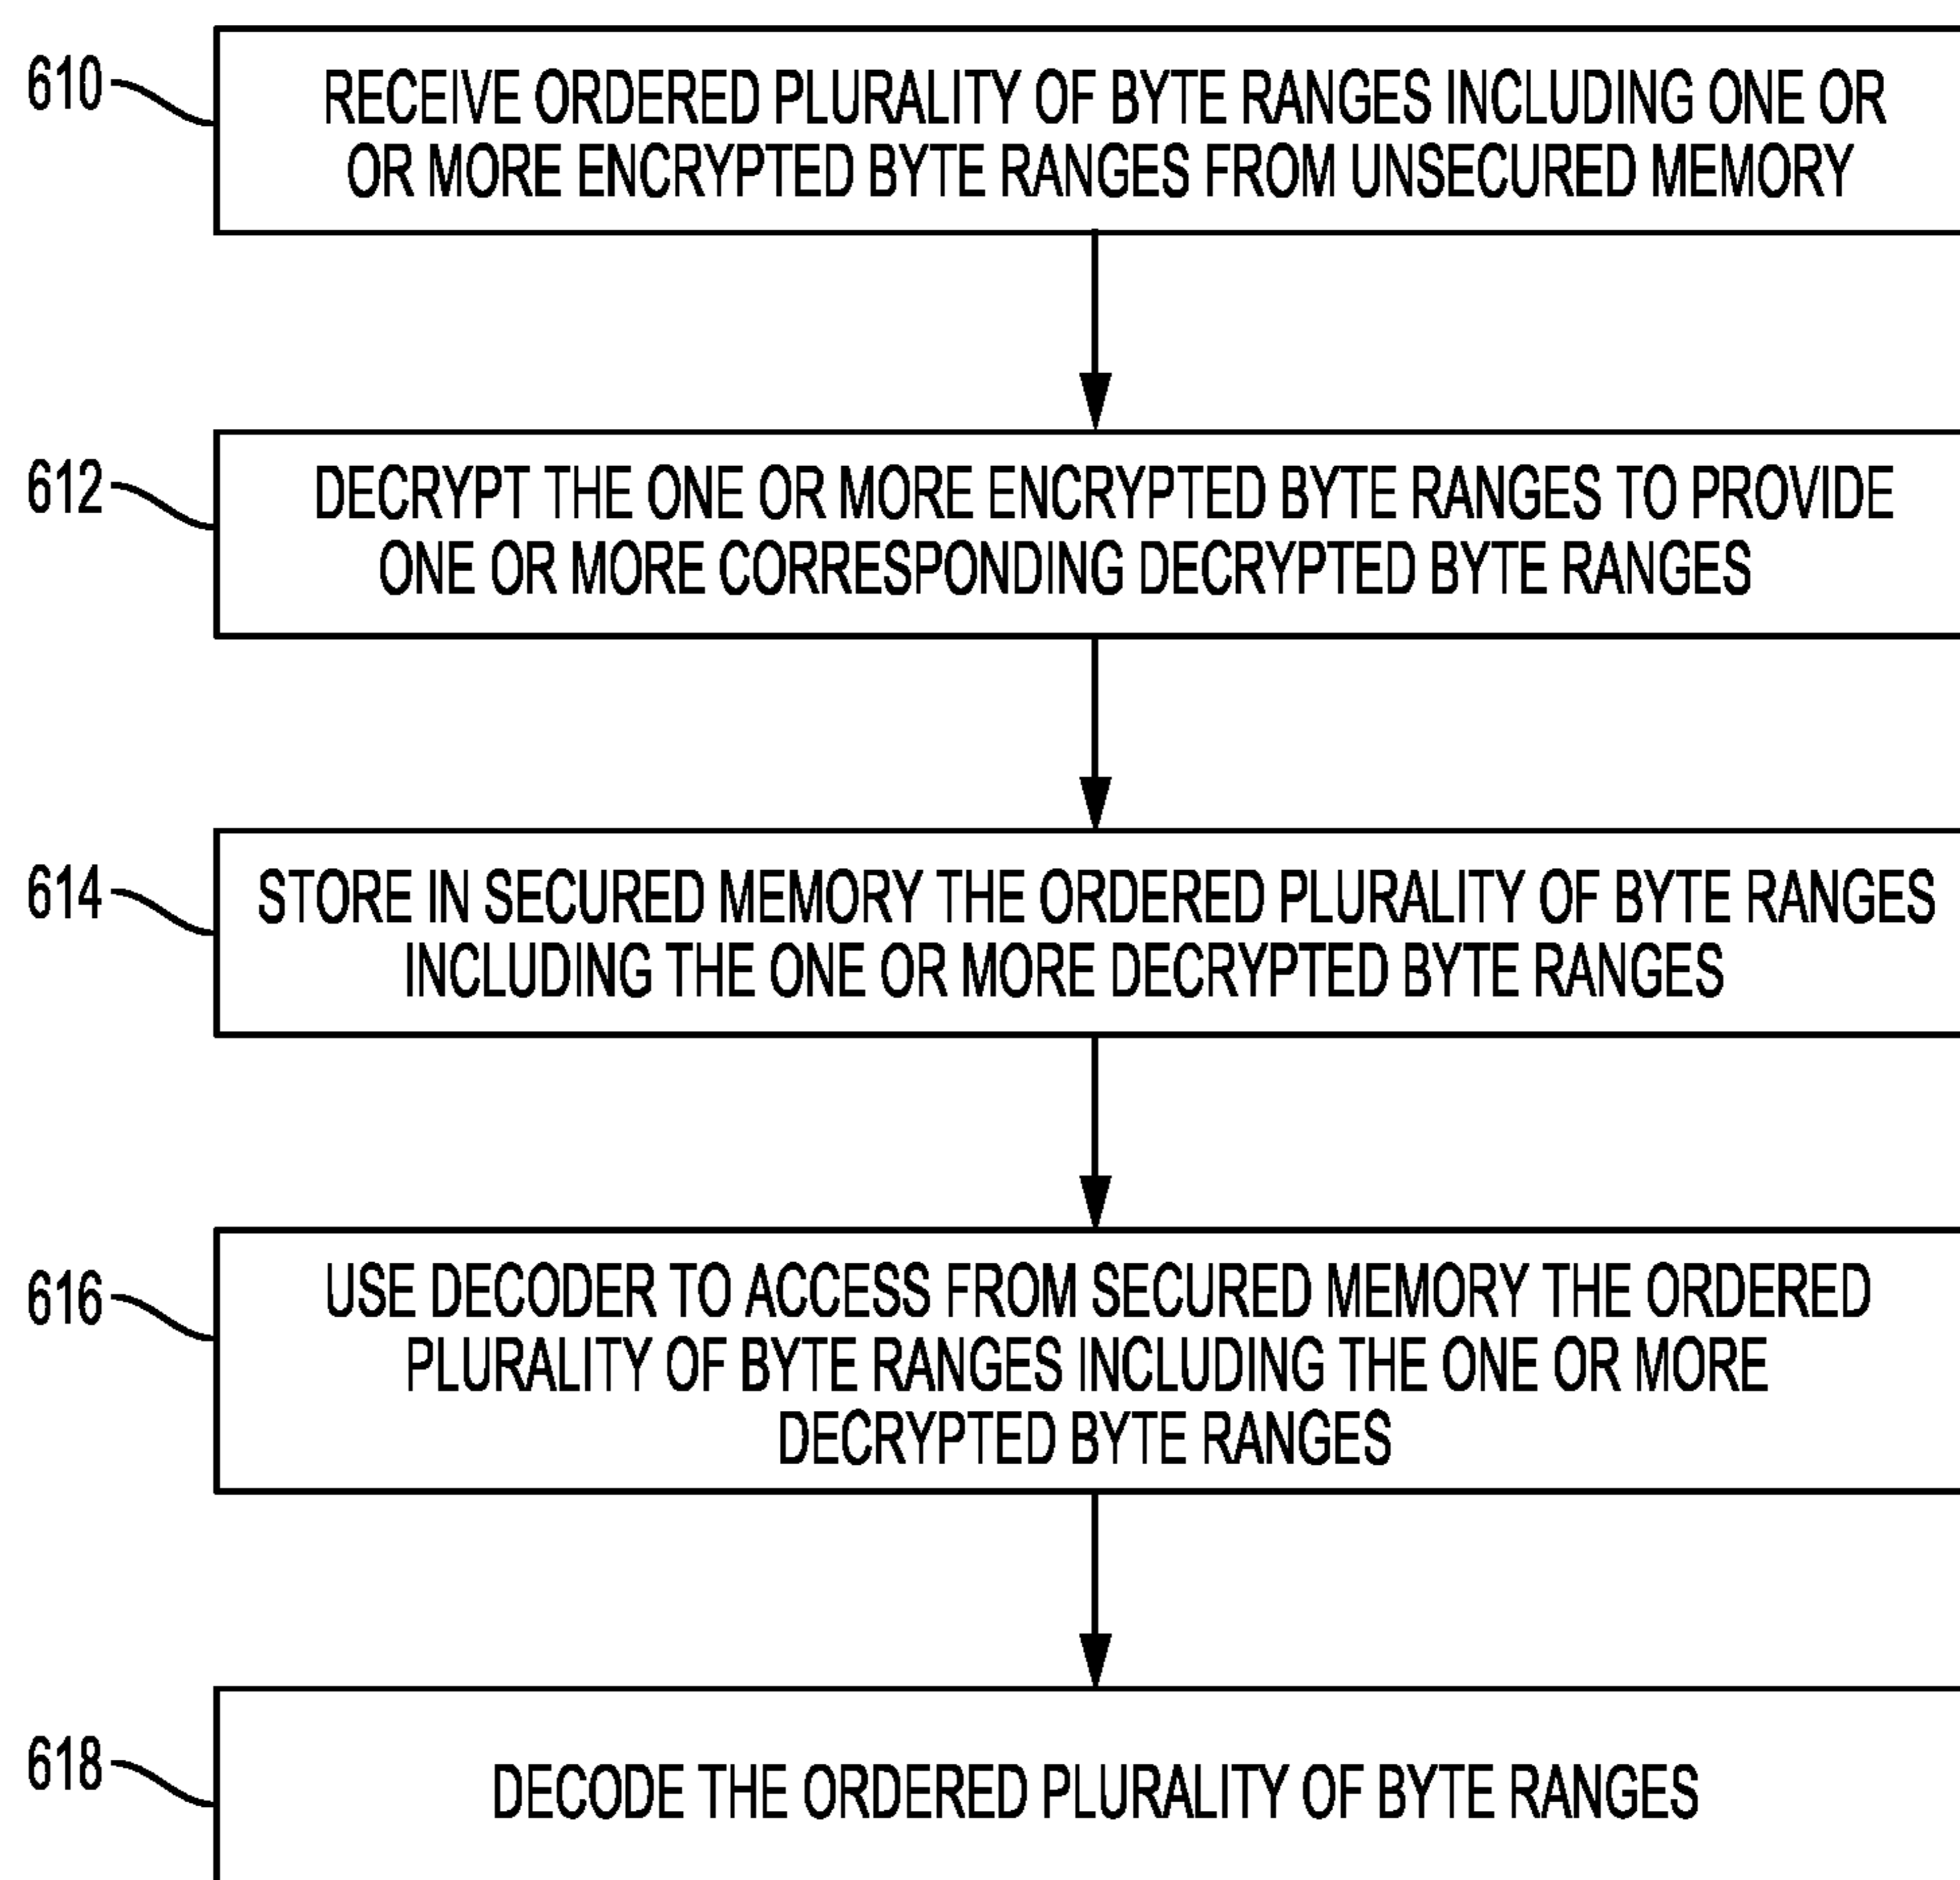 610
RECEIVE ORDERED PLURALITY OF BYTE RANGES INCLUDING ONE OR
OR MORE ENCRYPTED BYTE RANGES FROM UNSECURED MEMORY
612
DECRYPT THE ONE OR MORE ENCRYPTED BYTE RANGES TO PROVIDE
ONE OR MORE CORRESPONDING DECRYPTED BYTE RANGES
614
STORE IN SECURED MEMORY THE ORDERED PLURALITY OF BYTE RANGES
INCLUDING THE ONE OR MORE DECRYPTED BYTE RANGES
616
USE DECODER TO ACCESS FROM SECURED MEMORY THE ORDERED
PLURALITY OF BYTE RANGES INCLUDING THE ONE OR MORE
DECRYPTED BYTE RANGES
618
DECODE THE ORDERED PLURALITY OF BYTE RANGES